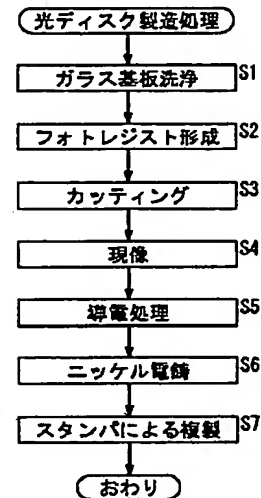 光ディスク製造処理
ガラス基板洗浄 S1
フォトレジスト形成 S2
カッティング S3
現像 S4
導電処理 S5
ニッケル電鋳 S6
スタンパによる複製 S7
おわり